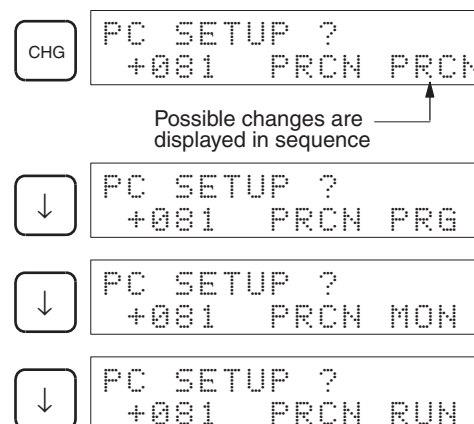 CHG
PC SETUP ?
+081 PRCN PRCN
Possible changes are
displayed in sequence
↓
PC SETUP ?
+081 PRCN PRG
↓
PC SETUP ?
+081 PRCN MON
↓
PC SETUP ?
+081 PRCN RUN